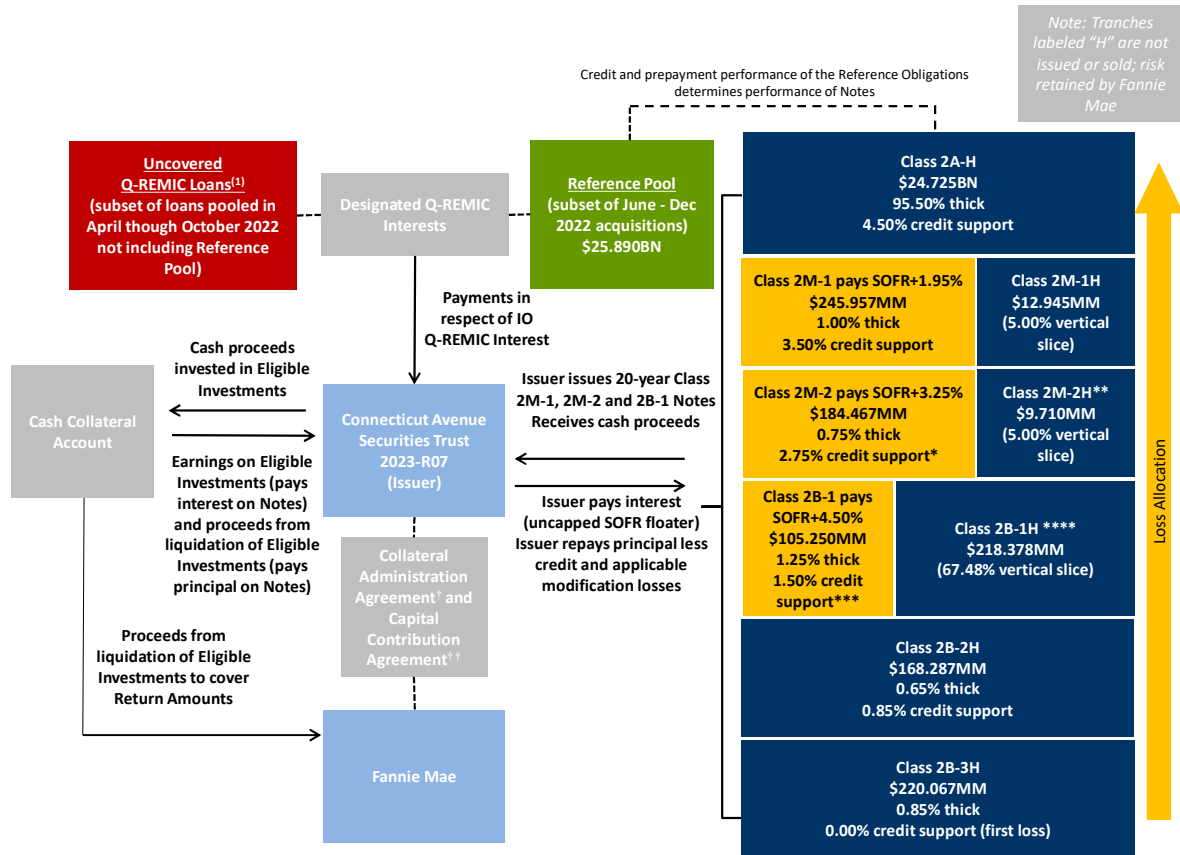 Note: Tranches
labeled “H” are not
issued or sold; risk
retained by Fannie
Mae
Credit and prepayment performance of the Reference Obligations
determines performance of Notes
Uncovered
Q-REMIC Loans(1)
(subset of loans pooled in
April though October 2022
not including Reference
Pool)
Designated Q-REMIC
Interests
Reference Pool
(subset of June - Dec
2022 acquisitions)
$25.890BN
Class 2A-H
$24.725BN
95.50% thick
4.50% credit support
Class 2M-1 pays SOFR+1.95%
$245.957MM
1.00% thick
3.50% credit support
Class 2M-1H
$12.945MM
(5.00% vertical
slice)
Class 2M-2 pays SOFR+3.25%
$184.467MM
0.75% thick
2.75% credit support*
Class 2M-2H**
$9.710MM
(5.00% vertical
slice)
Class 2B-1 pays
SOFR+4.50%
$105.250MM
1.25% thick
1.50% credit
support***
Class 2B-1H ****
$218.378MM
(67.48% vertical slice)
Class 2B-2H
$168.287MM
0.65% thick
0.85% credit support
Class 2B-3H
$220.067MM
0.85% thick
0.00% credit support (first loss)
Loss Allocation
Payments in
respect of IO
Q-REMIC Interest
Cash proceeds
invested in Eligible
Investments
Cash Collateral
Account
Connecticut Avenue
Securities Trust
2023-R07
(Issuer)
Issuer issues 20-year Class
2M-1, 2M-2 and 2B-1 Notes
Receives cash proceeds
Earnings on Eligible
Investments (pays
interest on Notes)
and proceeds from
liquidation of Eligible
Investments (pays
principal on Notes)
Issuer pays interest
(uncapped SOFR floater)
Issuer repays principal less
credit and applicable
modification losses
Collateral
Administration
Agreement† and
Capital
Contribution
Agreement††
Proceeds from
liquidation of Eligible
Investments to cover
Return Amounts
Fannie Mae